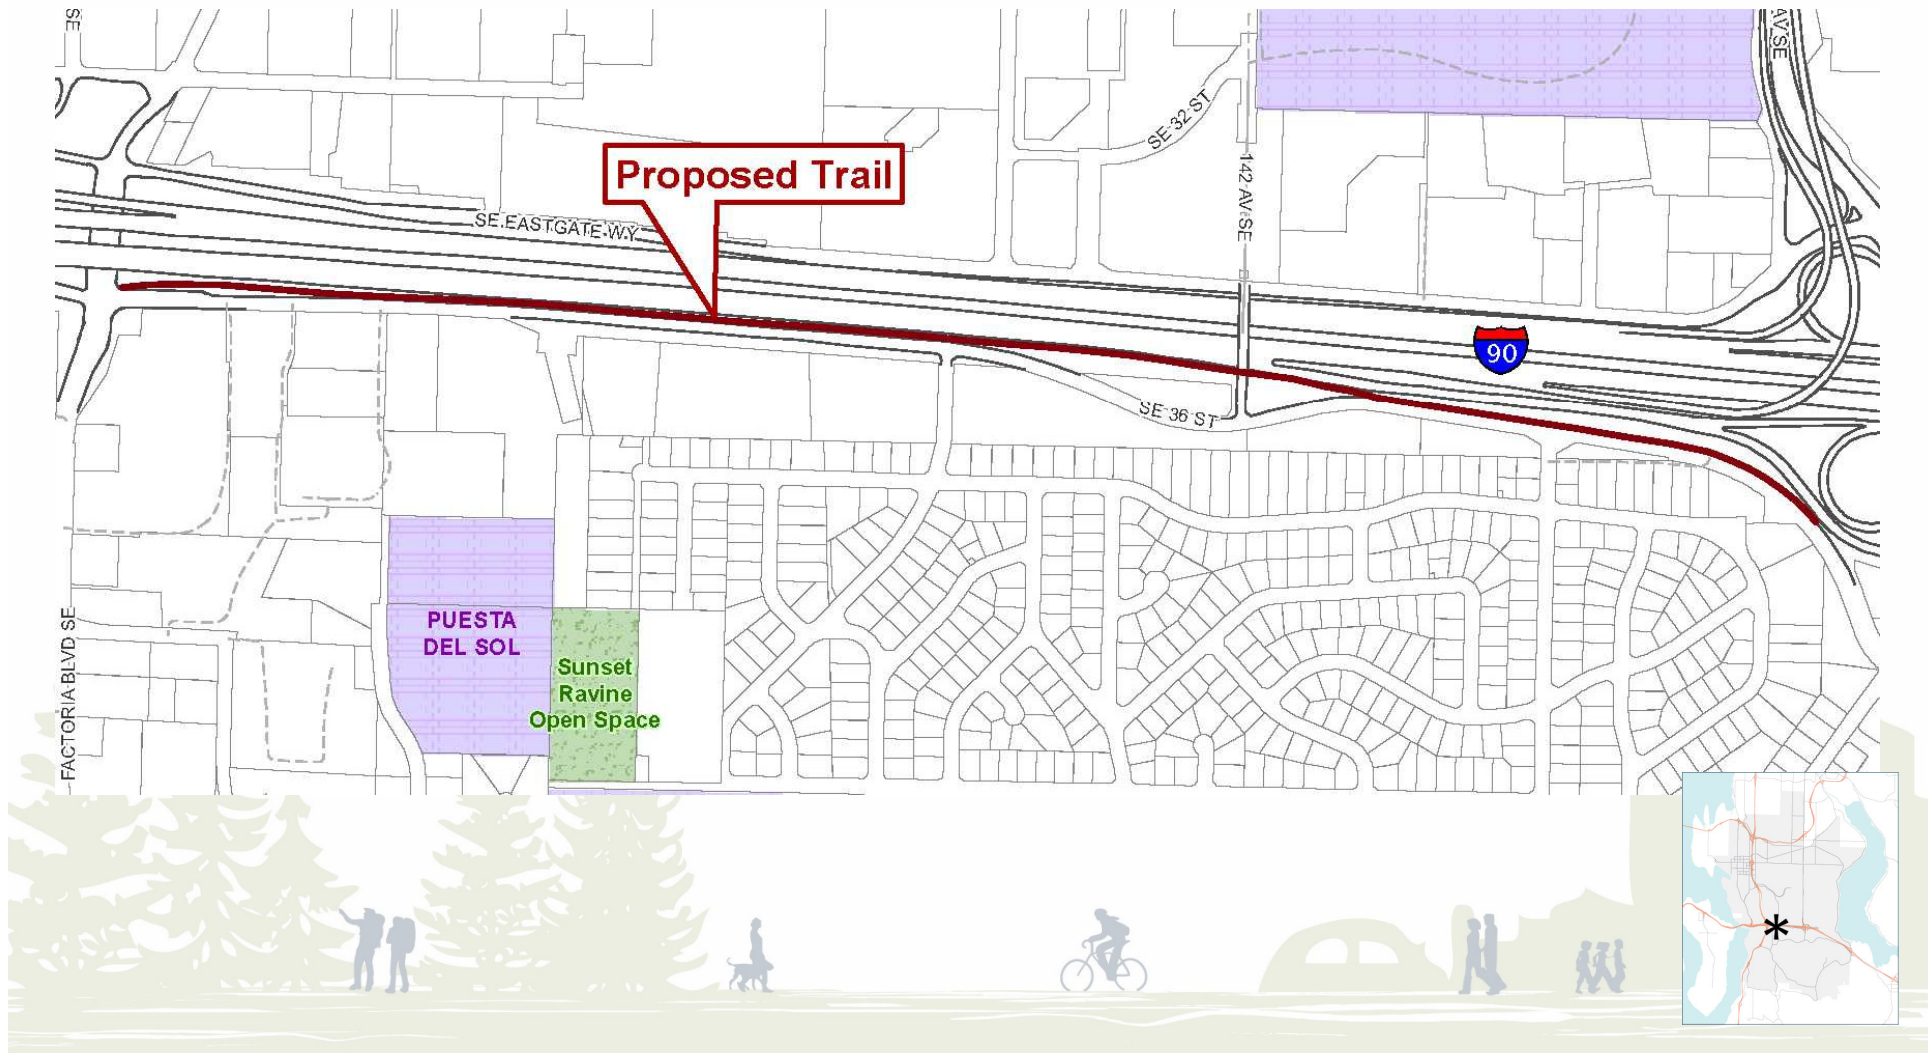 SE
AV SE
SE 32 ST
Proposed Trail
142 AV SE
SE EASTGATE WY
90
SE 36 ST
PUESTA
DEL SOL
Sunset
Ravine
Open Space
FACTORIA BLVD SE
*